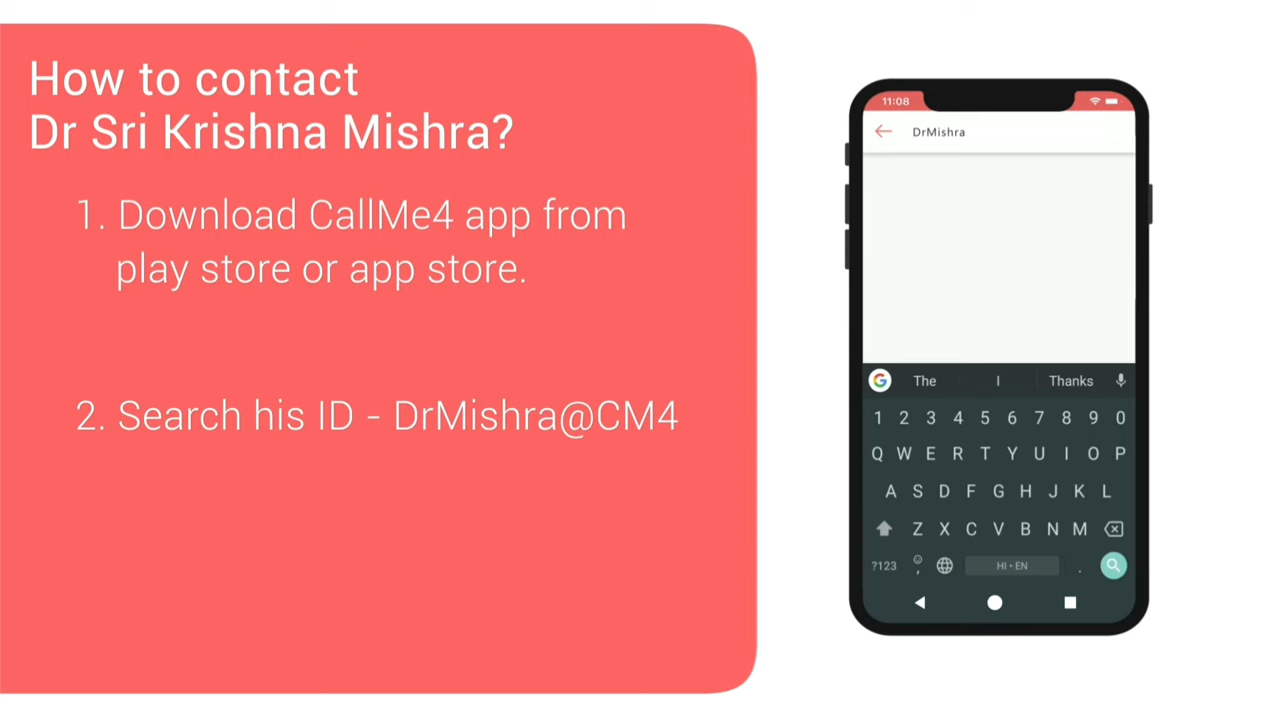 How to contact
Dr Sri Krishna Mishra?
1. Download CallMe4 app from
play store or app store.
2. Search his ID - DrMishra@CM4
11:08
DrMishra
G The I Thanks
1 2 3 4 5 6 7 8 9 0
Q W E R T Y U I O P
A S D F G H J K L
Z X C V B N M
?123 , HI • EN .